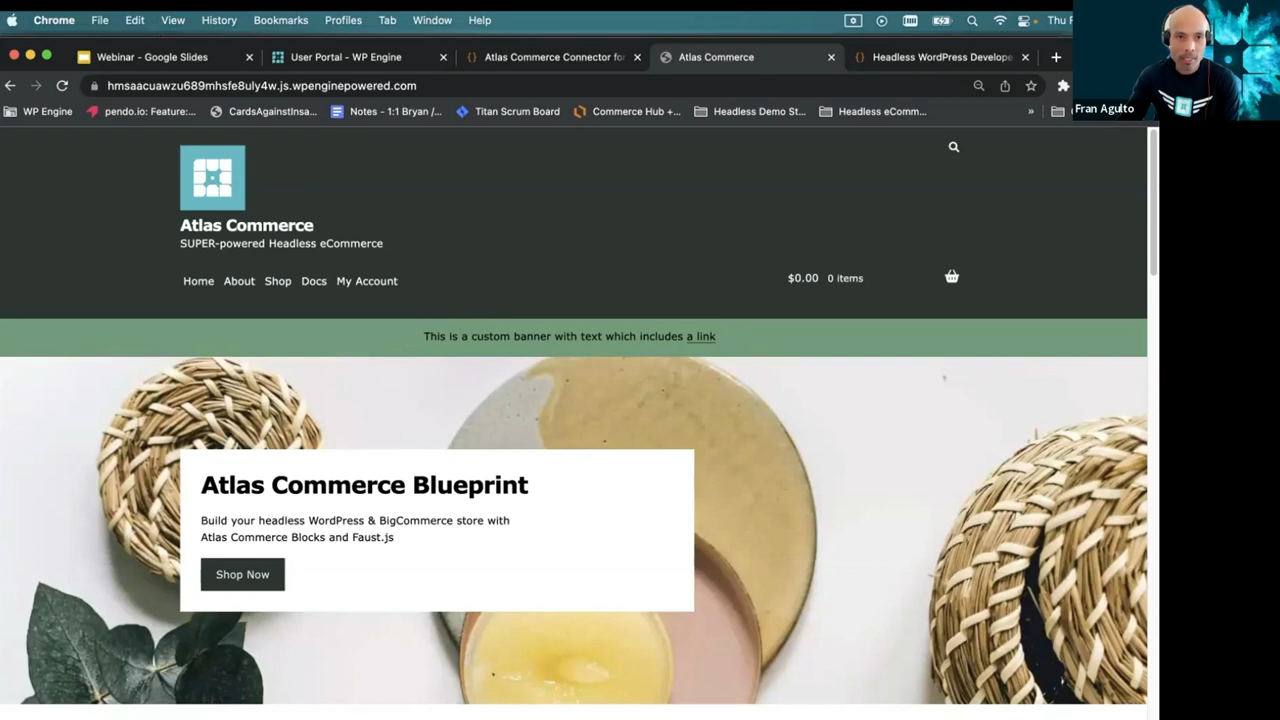 Chrome File Edit View History Bookmarks Profiles Tab Window Help Thu
Webinar - Google Slides User Portal - WP Engine Atlas Commerce Connector for Atlas Commerce Headless WordPress Develope
hmsaacuawzu689mhsfe8uly4w.js.wpenginepowered.com
WP Engine pendo.io: Feature:... CardsAgainstInsa... Notes - 1:1 Bryan /... Titan Scrum Board Commerce Hub +... Headless Demo St... Headless eComm... »
Fran Agulto
Atlas Commerce
SUPER-powered Headless eCommerce
Home About Shop Docs My Account $0.00 0 items
This is a custom banner with text which includes a link
Atlas Commerce Blueprint
Build your headless WordPress & BigCommerce store with
Atlas Commerce Blocks and Faust.js
Shop Now